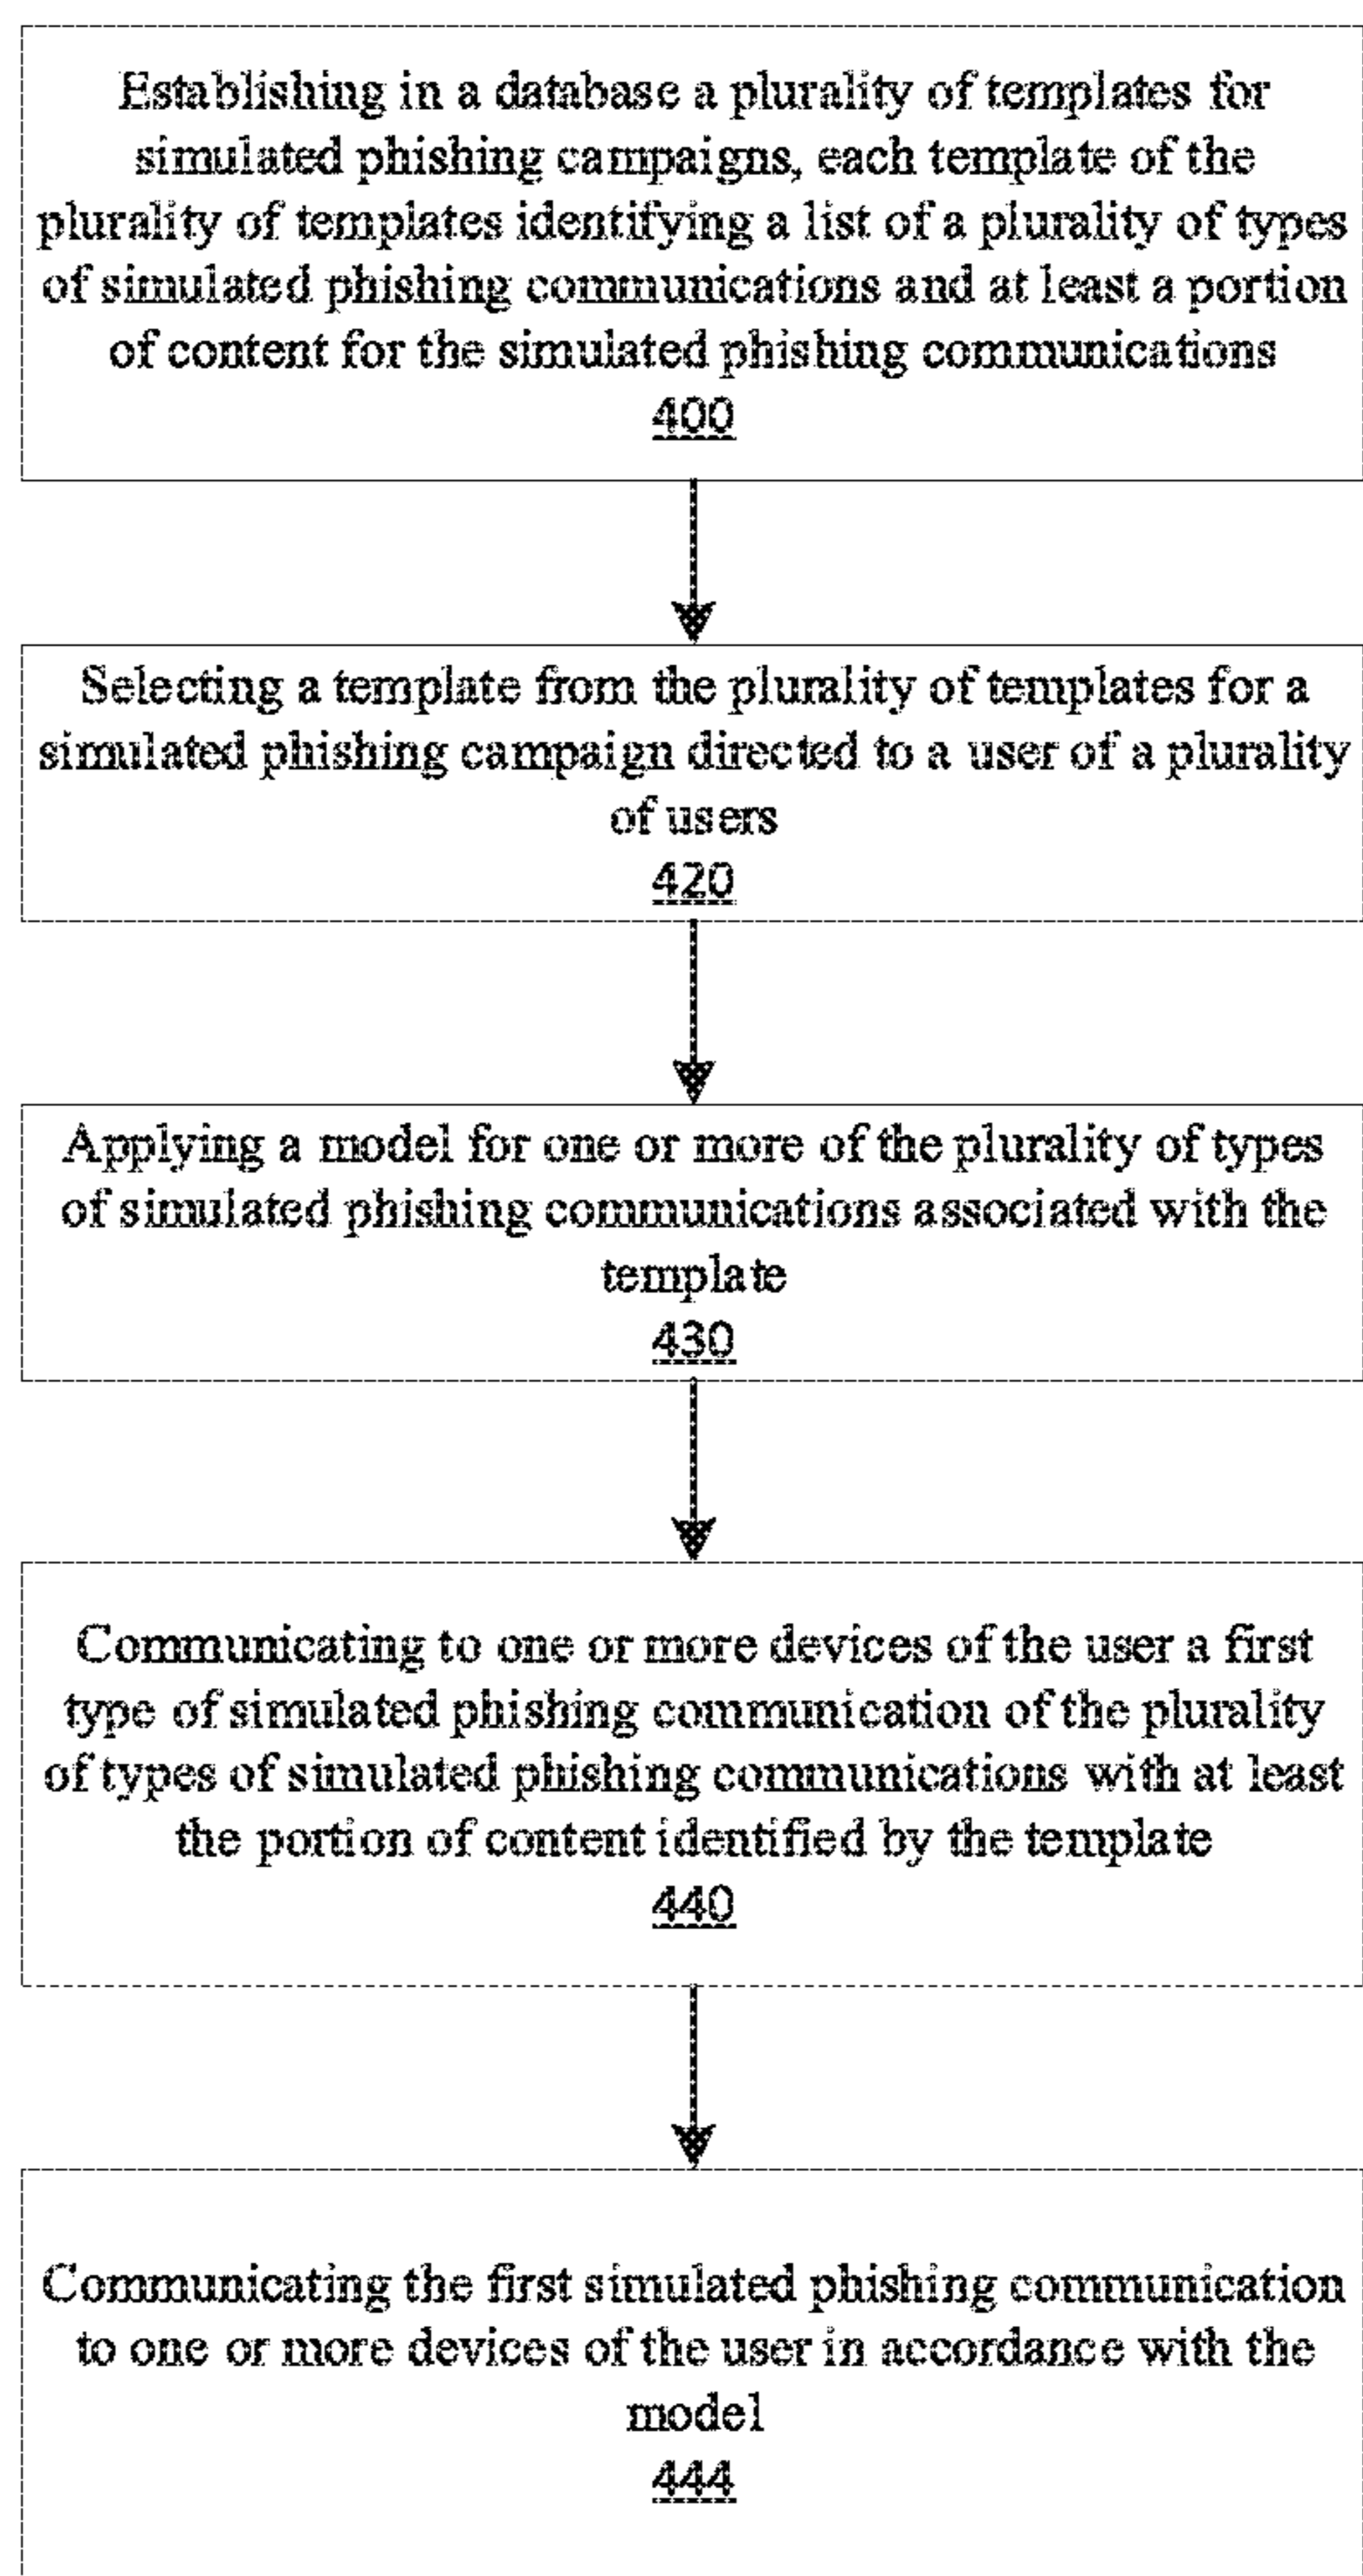 Establishing in a database a plurality of templates for
simulated phishing campaigns, each template of the
plurality of templates identifying a list of a plurality of types
of simulated phishing communications and at least a portion
of content for the simulated phishing communications
400
Selecting a template from the plurality of templates for a
simulated phishing campaign directed to a user of a plurality
of users
420
Applying a model for one or more of the plurality of types
of simulated phishing communications associated with the
template
430
Communicating to one or more devices of the user a first
type of simulated phishing communication of the plurality
of types of simulated phishing communications with at least
the portion of content identified by the template
440
Communicating the first simulated phishing communication
to one or more devices of the user in accordance with the
model
444